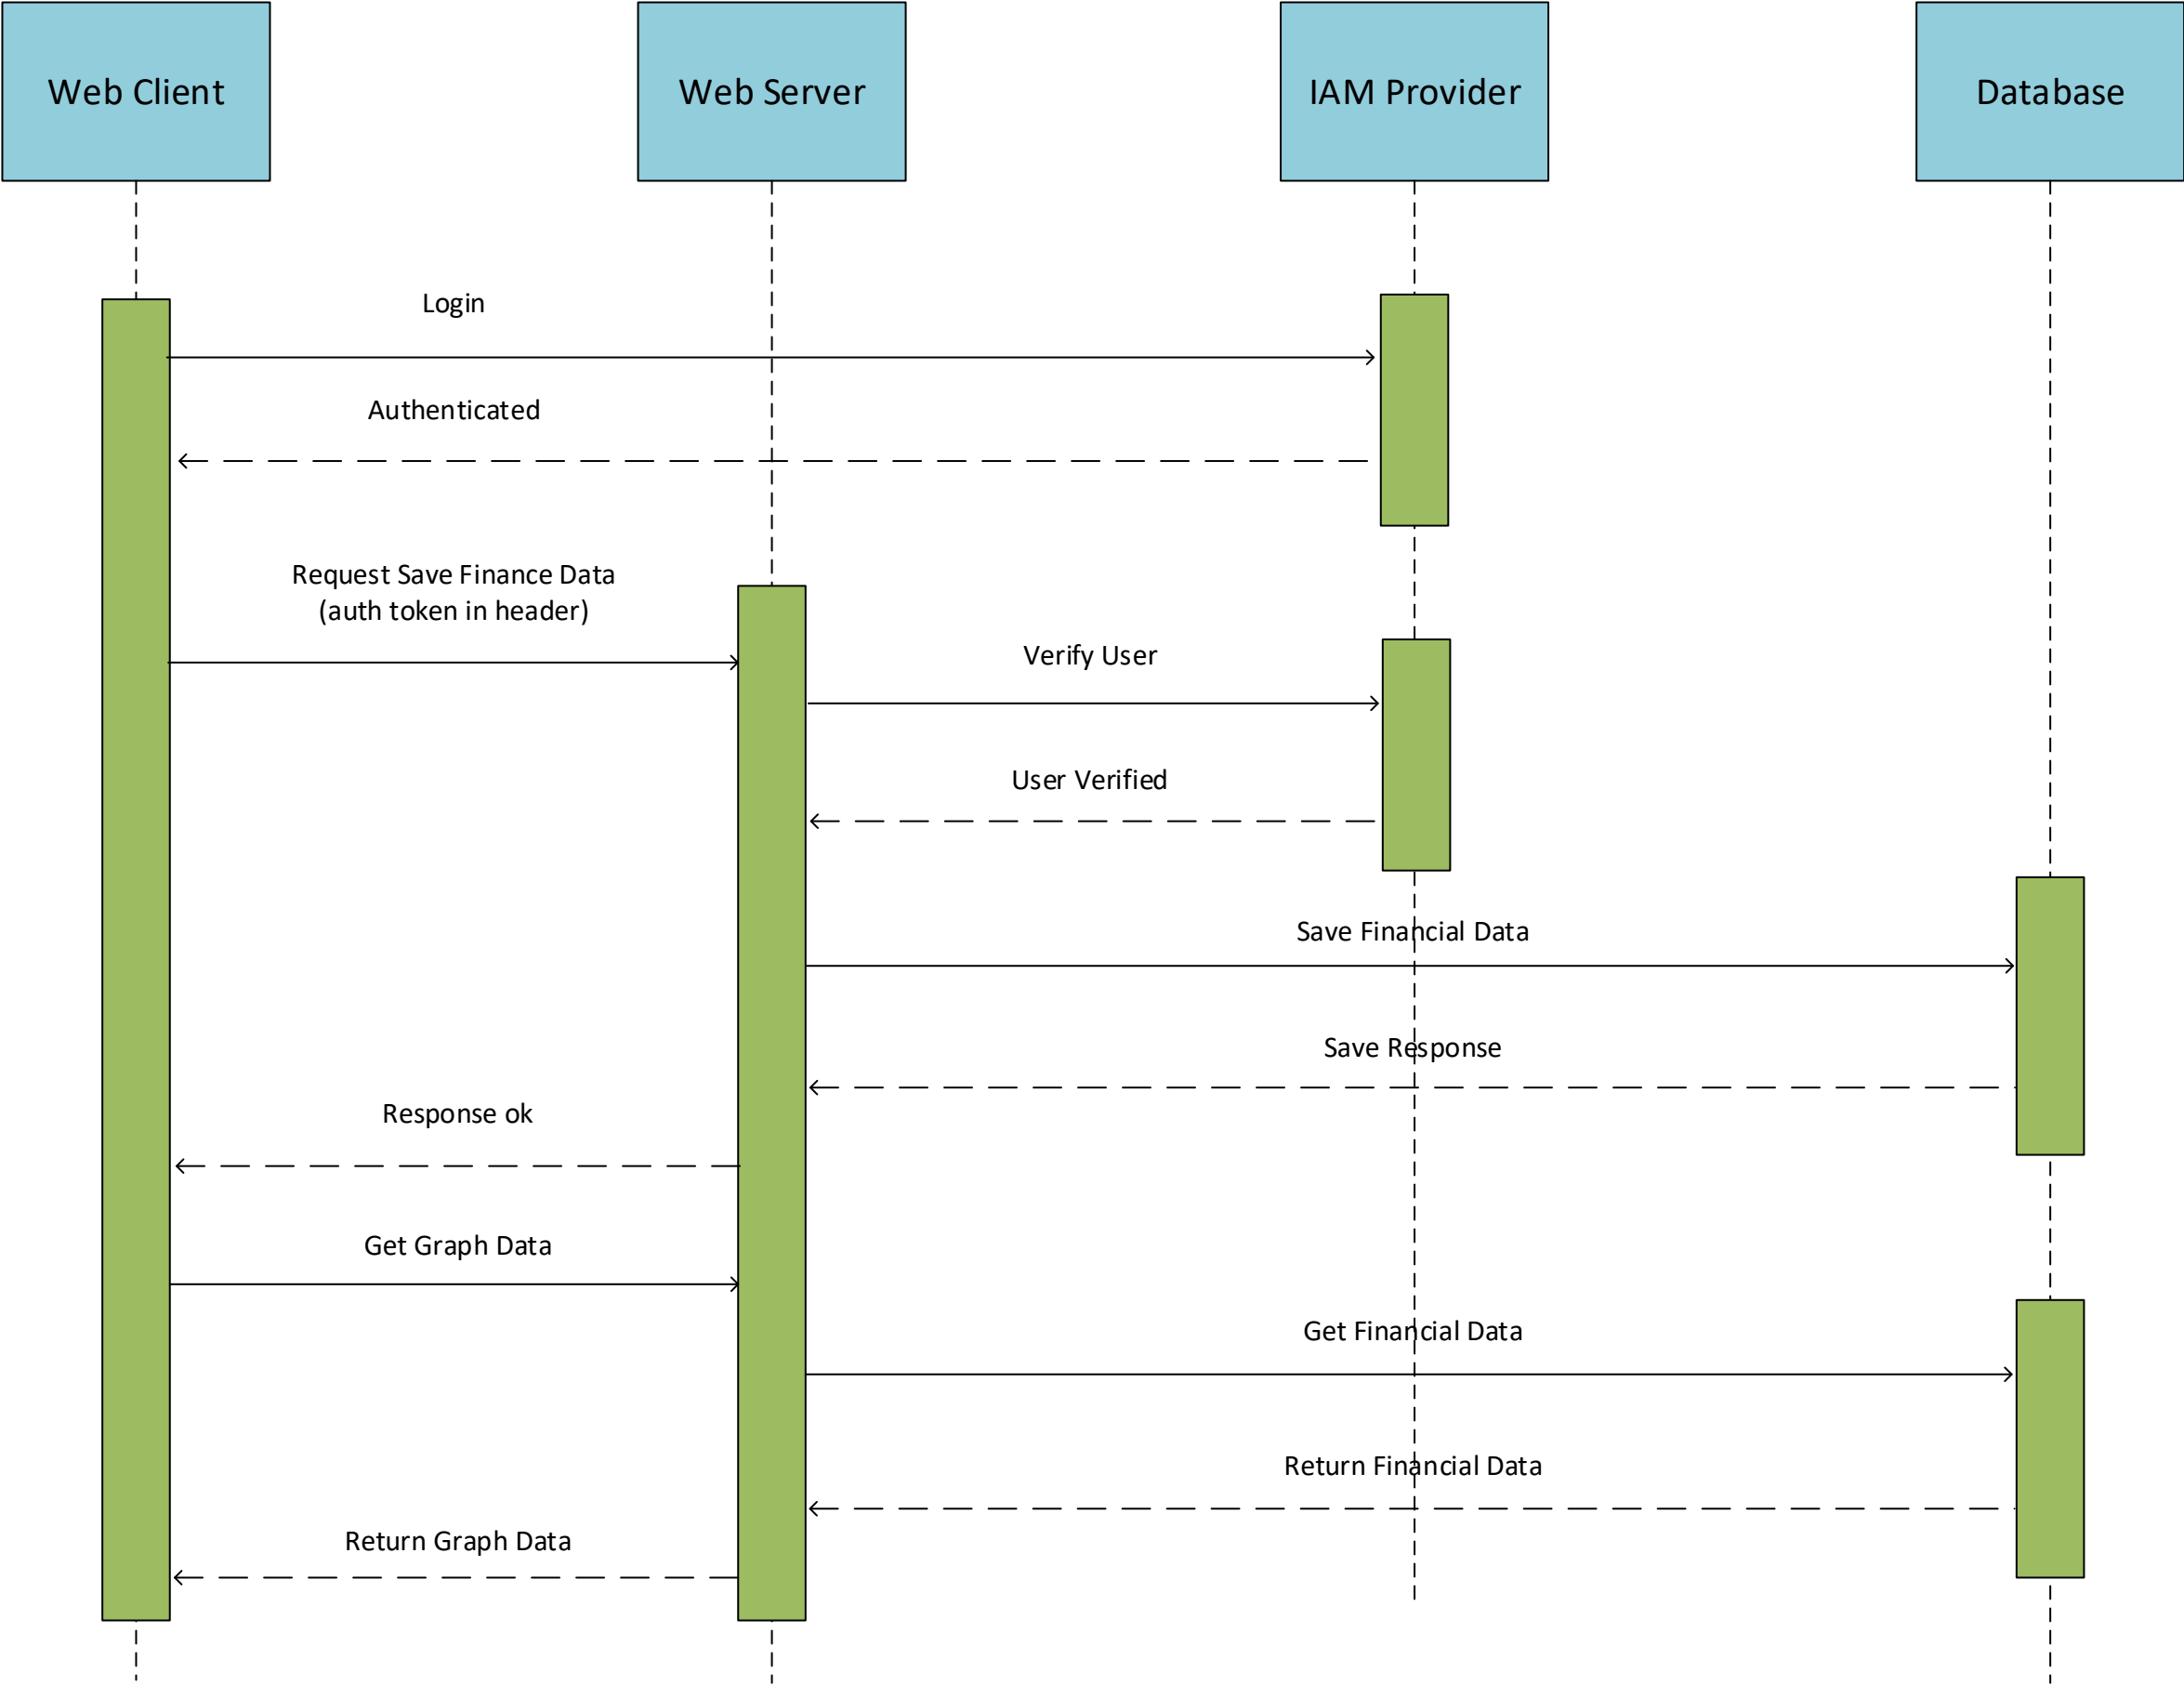 Web Client
Web Server
IAM Provider
Database
Login
Authenticated
Request Save Finance Data
(auth token in header)
Verify User
User Verified
Save Financial Data
Save Response
Response ok
Get Graph Data
Get Financial Data
Return Financial Data
Return Graph Data